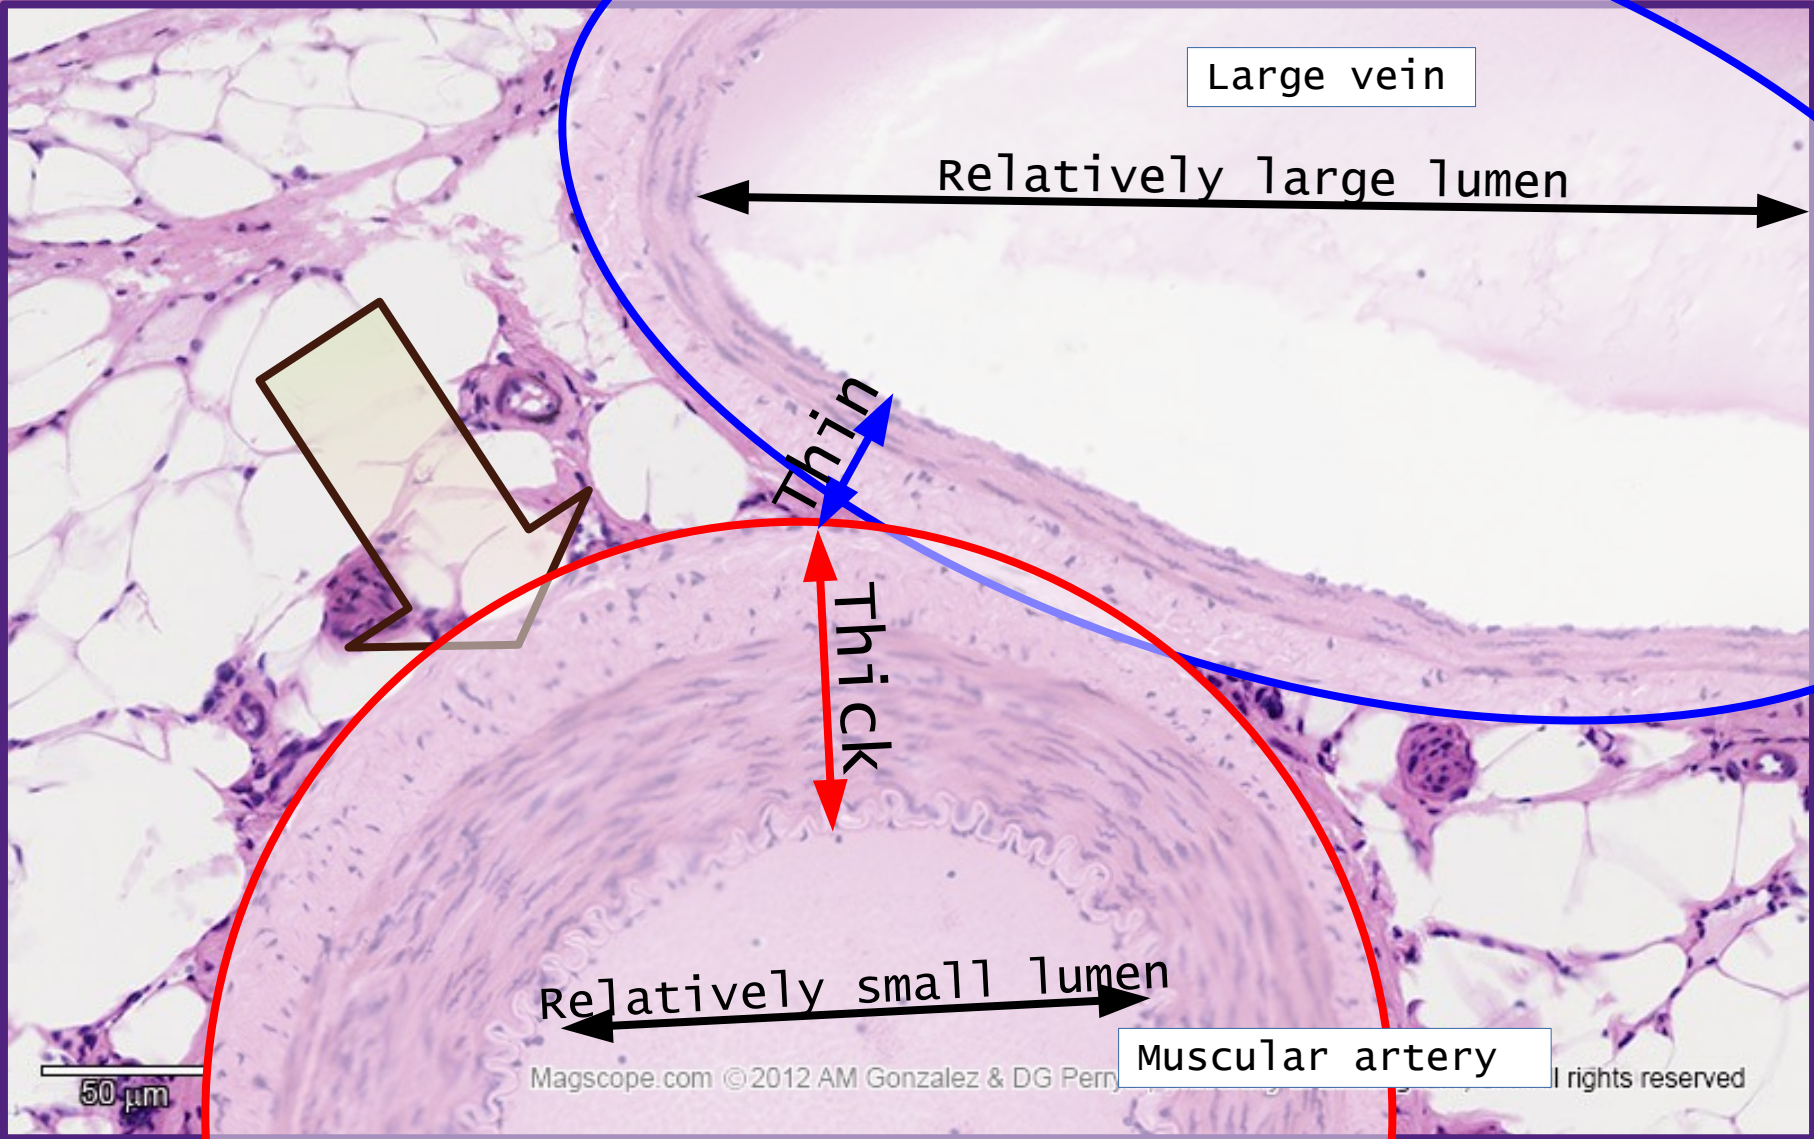 Large vein
Relatively large lumen
Thin
Thick
Relatively small lumen
Muscular artery
50 µm
Magscope.com ©2012 AM Gonzalez & DG Perry
l rights reserved